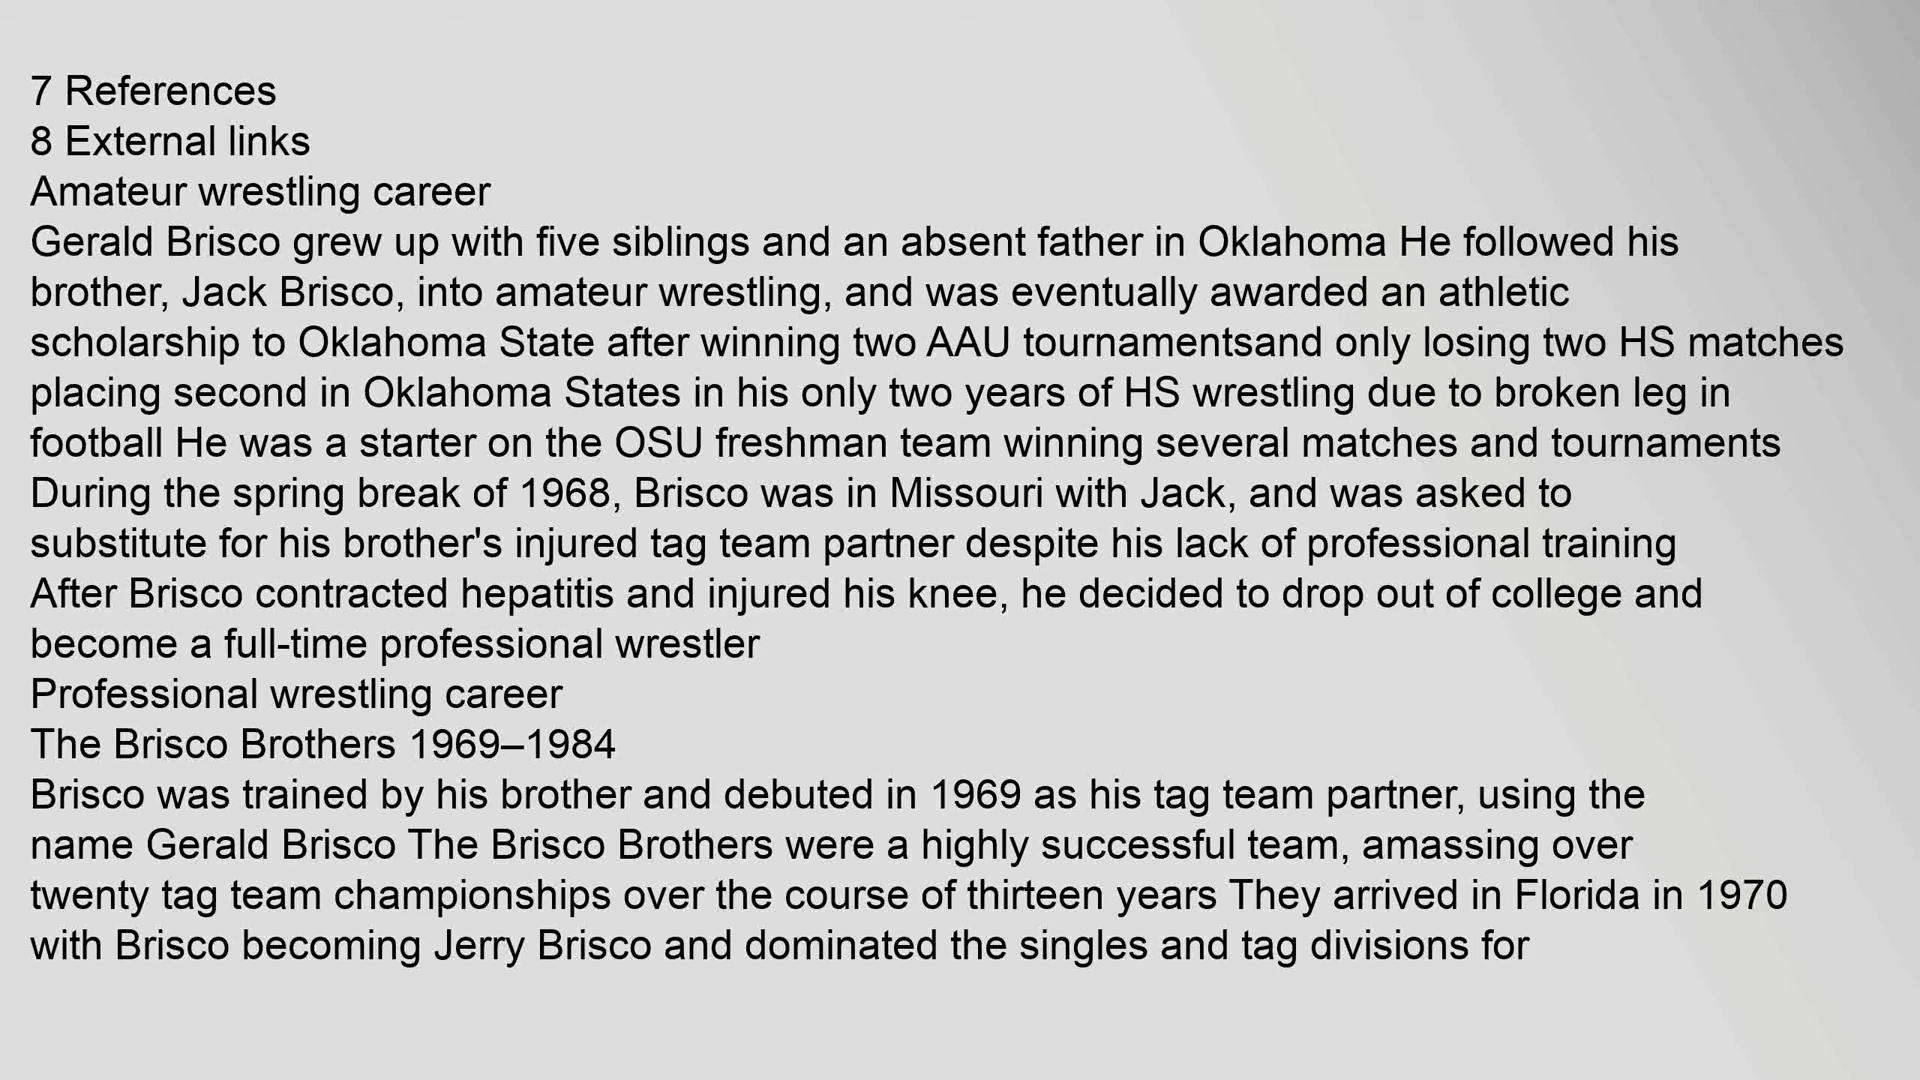 7 References
8 External links
Amateur wrestling career
Gerald Brisco grew up with five siblings and an absent father in Oklahoma He followed his
brother, Jack Brisco, into amateur wrestling, and was eventually awarded an athletic
scholarship to Oklahoma State after winning two AAU tournamentsand only losing two HS matches
placing second in Oklahoma States in his only two years of HS wrestling due to broken leg in
football He was a starter on the OSU freshman team winning several matches and tournaments
During the spring break of 1968, Brisco was in Missouri with Jack, and was asked to
substitute for his brother's injured tag team partner despite his lack of professional training
After Brisco contracted hepatitis and injured his knee, he decided to drop out of college and
become a full-time professional wrestler
Professional wrestling career
The Brisco Brothers 1969–1984
Brisco was trained by his brother and debuted in 1969 as his tag team partner, using the
name Gerald Brisco The Brisco Brothers were a highly successful team, amassing over
twenty tag team championships over the course of thirteen years They arrived in Florida in 1970
with Brisco becoming Jerry Brisco and dominated the singles and tag divisions for